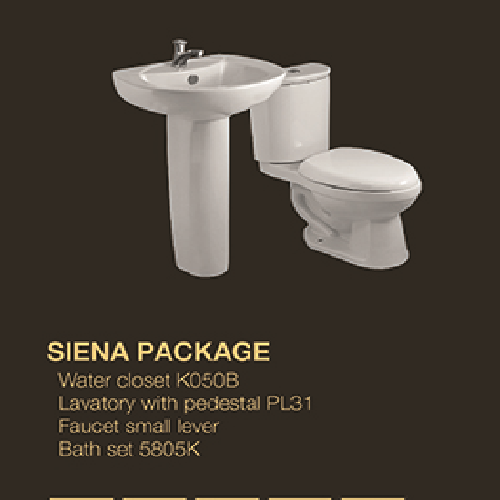 SIENA PACKAGE
Water closet K050B
Lavatory with pedestal PL31
Faucet small lever
Bath set 5805K